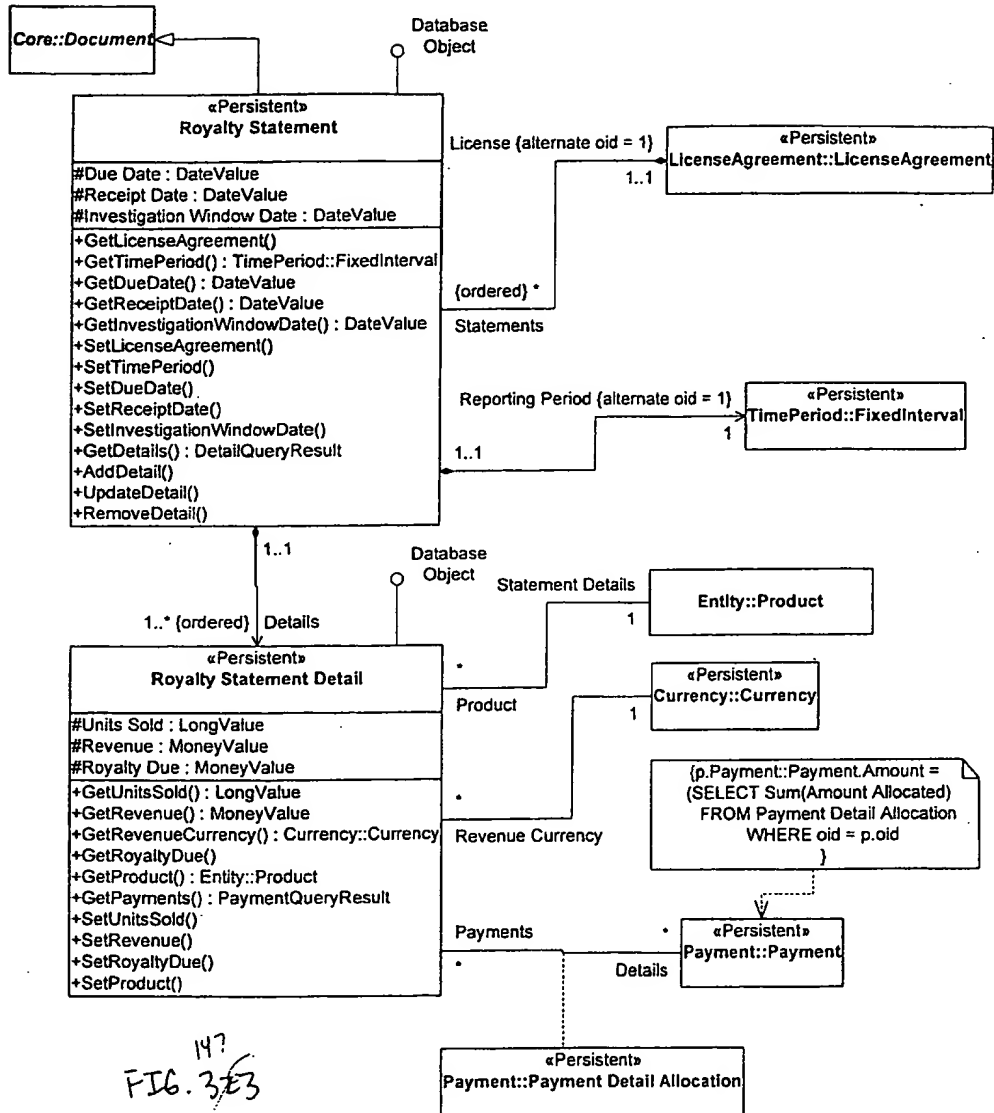 Core::Document
Database
Object
«Persistent»
Royalty Statement
#Due Date : DateValue
#Receipt Date : DateValue
#Investigation Window Date : DateValue
+GetLicenseAgreement()
+GetTimePeriod() : TimePeriod::FixedInterval
+GetDueDate() : DateValue
+GetReceiptDate() : DateValue
+GetInvestigationWindowDate() : DateValue
+SetLicenseAgreement()
+SetTimePeriod()
+SetDueDate()
+SetReceiptDate()
+SetInvestigationWindowDate()
+GetDetails() : DetailQueryResult
+AddDetail()
+UpdateDetail()
+RemoveDetail()
License {alternate oid = 1}
1..1
«Persistent»
LicenseAgreement::LicenseAgreement
{ordered} *
Statements
Reporting Period {alternate oid = 1}
1
1..1
«Persistent»
TimePeriod::FixedInterval
1..1
1..* {ordered} Details
Database
Object
«Persistent»
Royalty Statement Detail
#Units Sold : LongValue
#Revenue : MoneyValue
#Royalty Due : MoneyValue
+GetUnitsSold() : LongValue
+GetRevenue() : MoneyValue
+GetRevenueCurrency() : Currency::Currency
+GetRoyaltyDue()
+GetProduct() : Entity::Product
+GetPayments() : PaymentQueryResult
+SetUnitsSold()
+SetRevenue()
+SetRoyaltyDue()
+SetProduct()
Statement Details
1
Entity::Product
*
Product
«Persistent»
Currency::Currency
1
*
Revenue Currency
{p.Payment::Payment.Amount =
(SELECT Sum(Amount Allocated)
FROM Payment Detail Allocation
WHERE oid = p.oid
}
Payments
*
*
Details
«Persistent»
Payment::Payment
«Persistent»
Payment::Payment Detail Allocation
FIG. 3